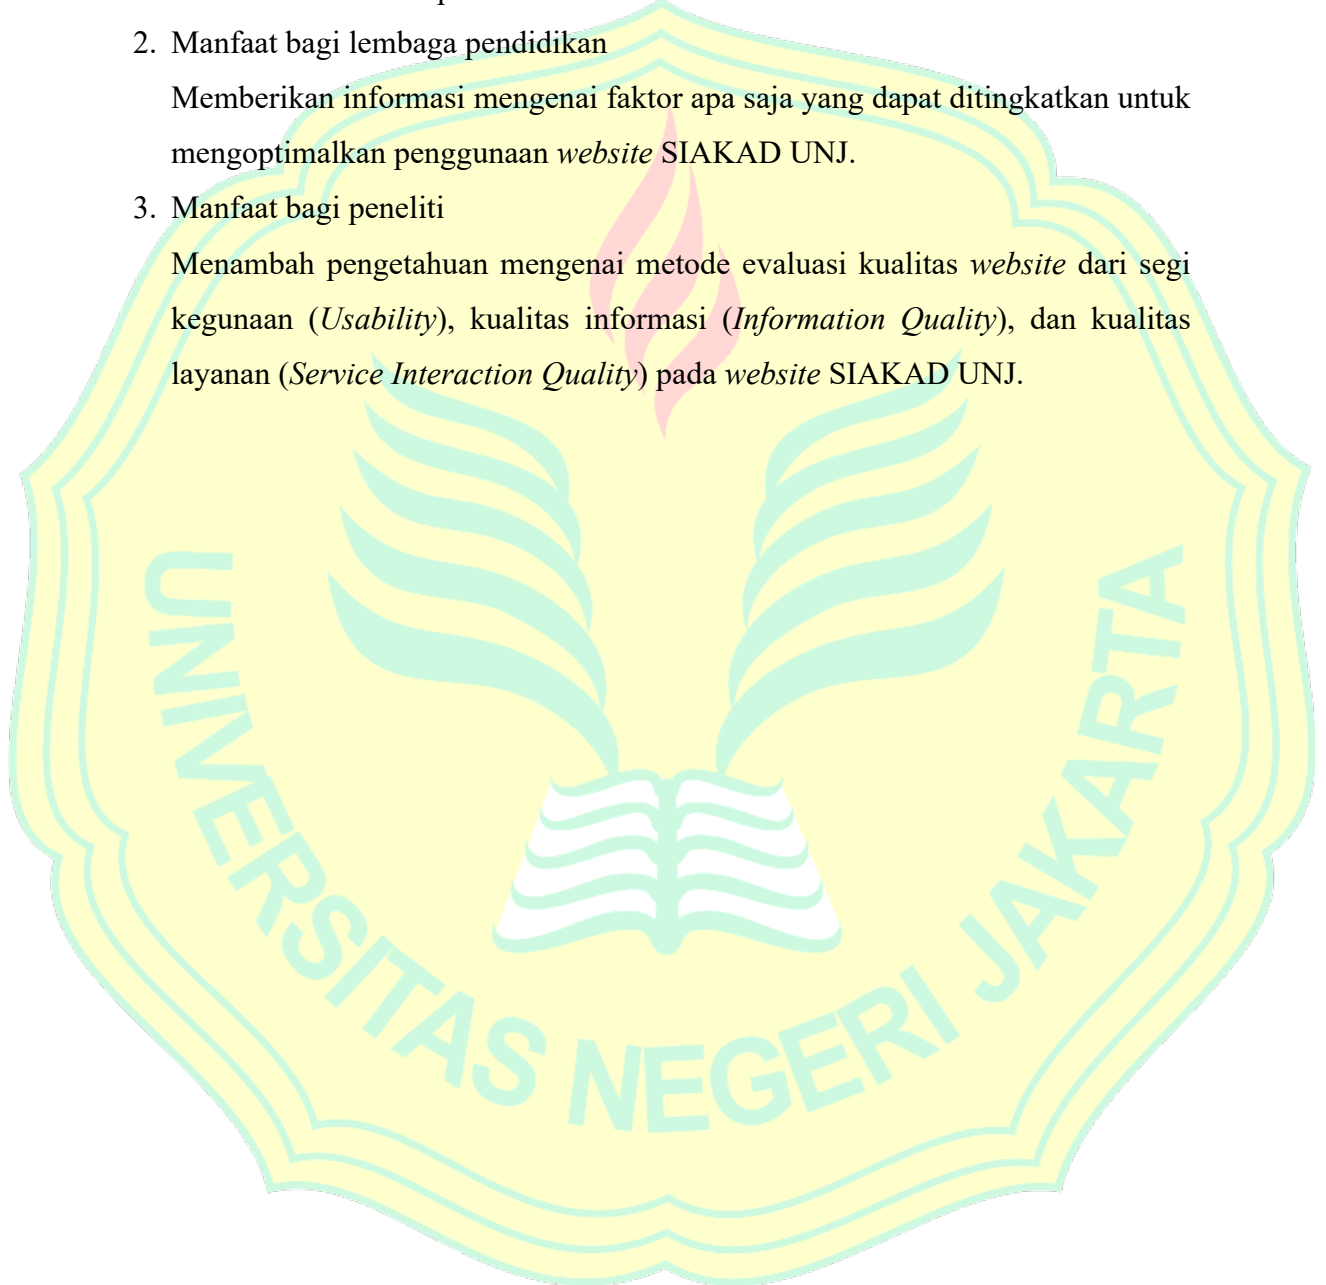 2. Manfaat bagi lembaga pendidikan
Memberikan informasi mengenai faktor apa saja yang dapat ditingkatkan untuk
mengoptimalkan penggunaan website SIAKAD UNJ.
3. Manfaat bagi peneliti
Menambah pengetahuan mengenai metode evaluasi kualitas website dari segi
kegunaan (Usability), kualitas informasi (Information Quality), dan kualitas
layanan (Service Interaction Quality) pada website SIAKAD UNJ.
UNIVERSITAS NEGERI JAKARTA